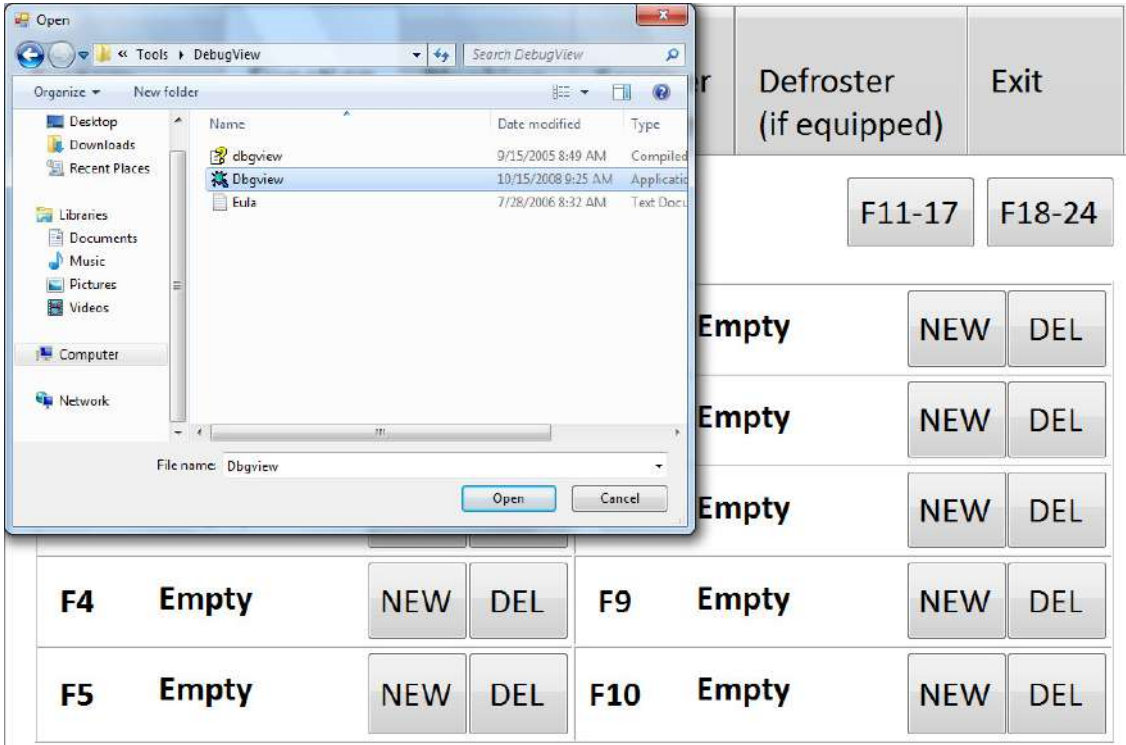 Open
« Tools ▸ DebugView
Search DebugView
Organize
New folder
Desktop
Downloads
Recent Places
Libraries
Documents
Music
Pictures
Videos
Computer
Network
Name
Date modified
Type
dbgview
9/15/2005 8:49 AM
Compiled
Dbgview
10/15/2008 9:25 AM
Applicatio
Eula
7/28/2006 8:32 AM
Text Docu
File name:
Dbgview
Open
Cancel
Defroster
(if equipped)
Exit
F11-17
F18-24
Empty NEW DEL
Empty NEW DEL
Empty NEW DEL
F4 Empty NEW DEL
F9 Empty NEW DEL
F5 Empty NEW DEL
F10 Empty NEW DEL